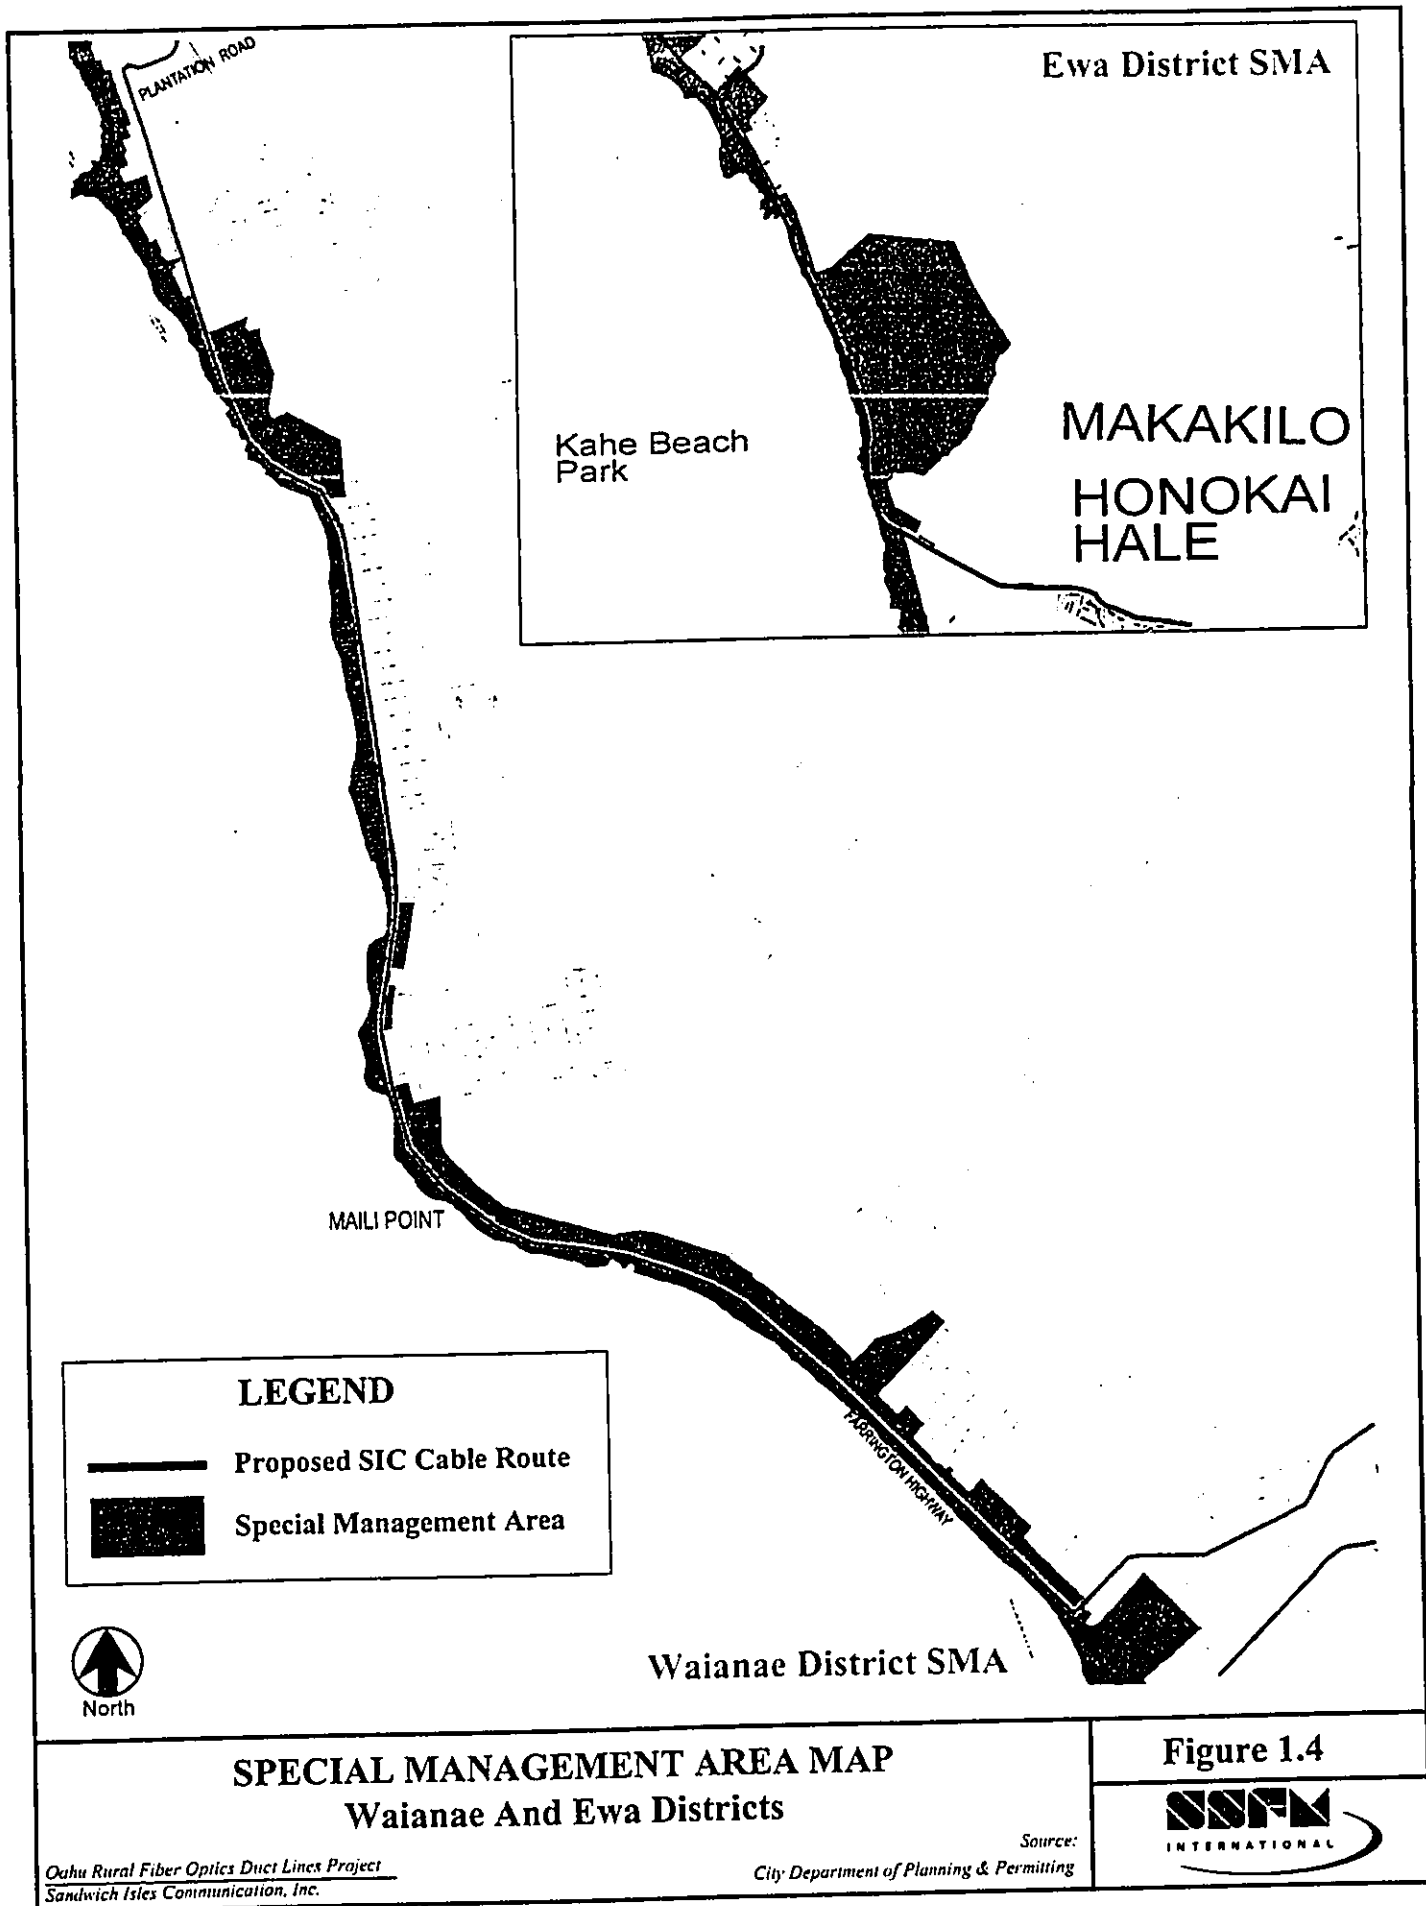 PLANTATION ROAD
Ewa District SMA
Kahe Beach
Park
MAKAKILO
HONOKAI
HALE
MAILI POINT
FARRINGTON HIGHWAY
LEGEND
Proposed SIC Cable Route
Special Management Area
North
Waianae District SMA
SPECIAL MANAGEMENT AREA MAP
Waianae And Ewa Districts
Oahu Rural Fiber Optics Duct Lines Project
Sandwich Isles Communication, Inc.
Source:
City Department of Planning & Permitting
Figure 1.4
SSFM
INTERNATIONAL